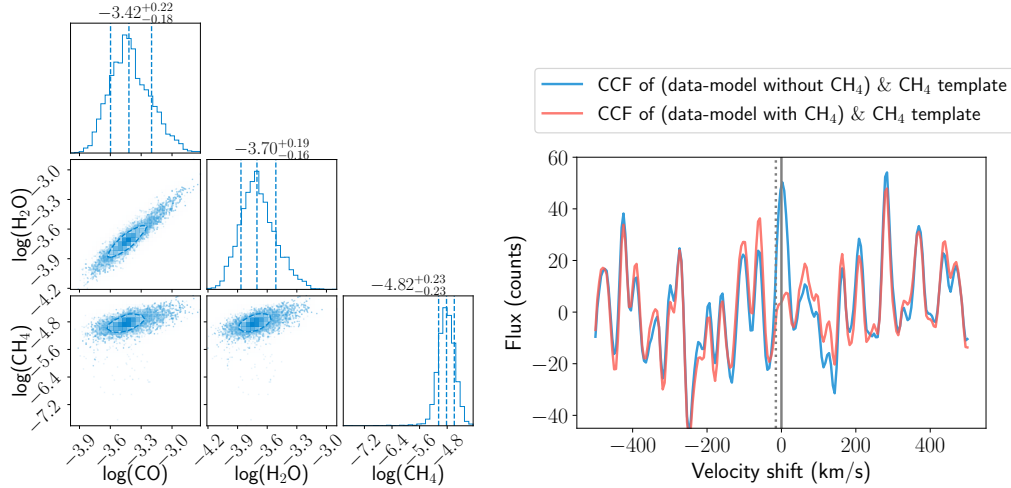 −3.42+0.22−0.18
−3.70+0.19−0.16
−4.82+0.23−0.23
log(H₂O)
−3.0
−3.3
−3.6
−3.9
−4.2
log(CH₄)
−4.2
−4.8
−5.6
−6.4
−7.2
−3.9 −3.6 −3.3 −3.0
log(CO)
−4.2 −3.9 −3.6 −3.3 −3.0
log(H₂O)
−7.2 −6.4 −5.6 −4.8
log(CH₄)
CCF of (data-model without CH₄) & CH₄ template
CCF of (data-model with CH₄) & CH₄ template
Flux (counts)
60
40
20
0
−20
−40
−400 −200 0 200 400
Velocity shift (km/s)